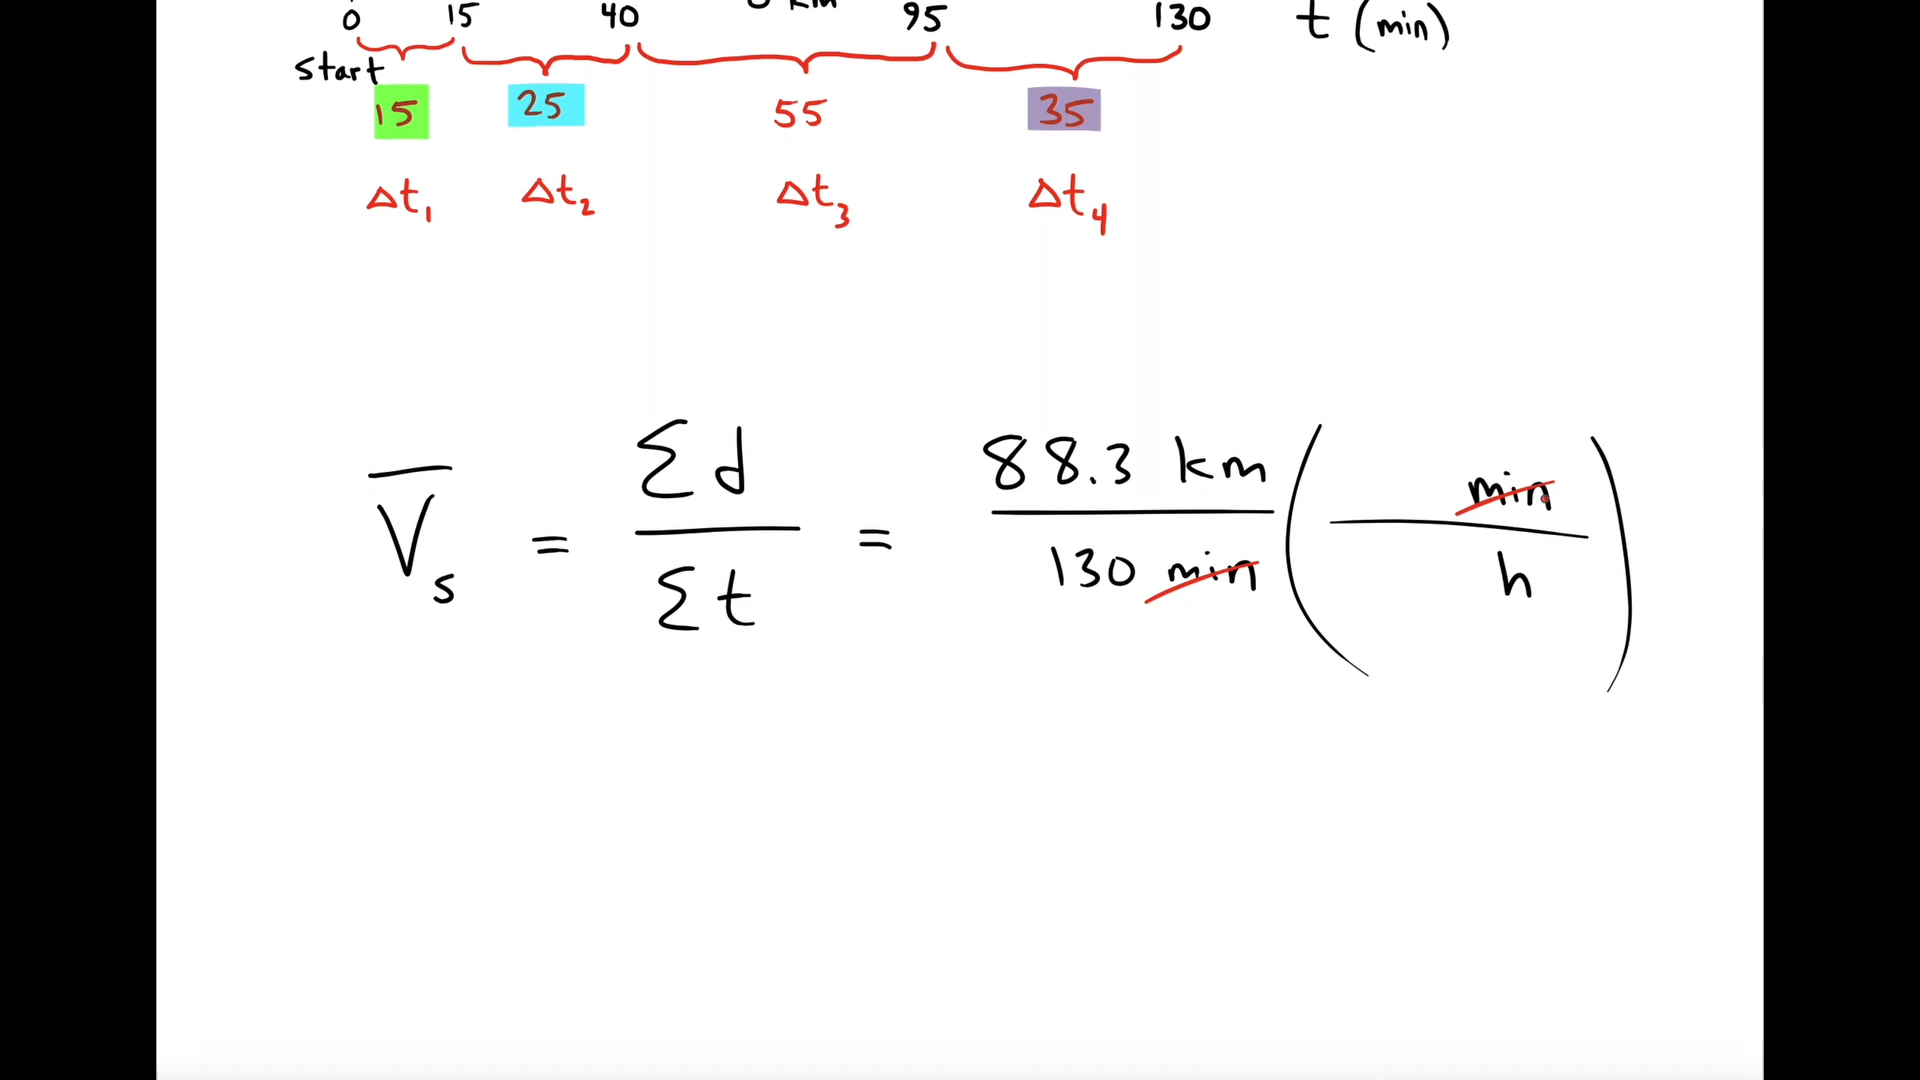 0 15 40 km 95 130 t (min)
start
15 25 55 35
Δt₁ Δt₂ Δt₃ Δt₄
V̅ₛ = Σd / Σt = 88.3 km / 130 min ( min / h )